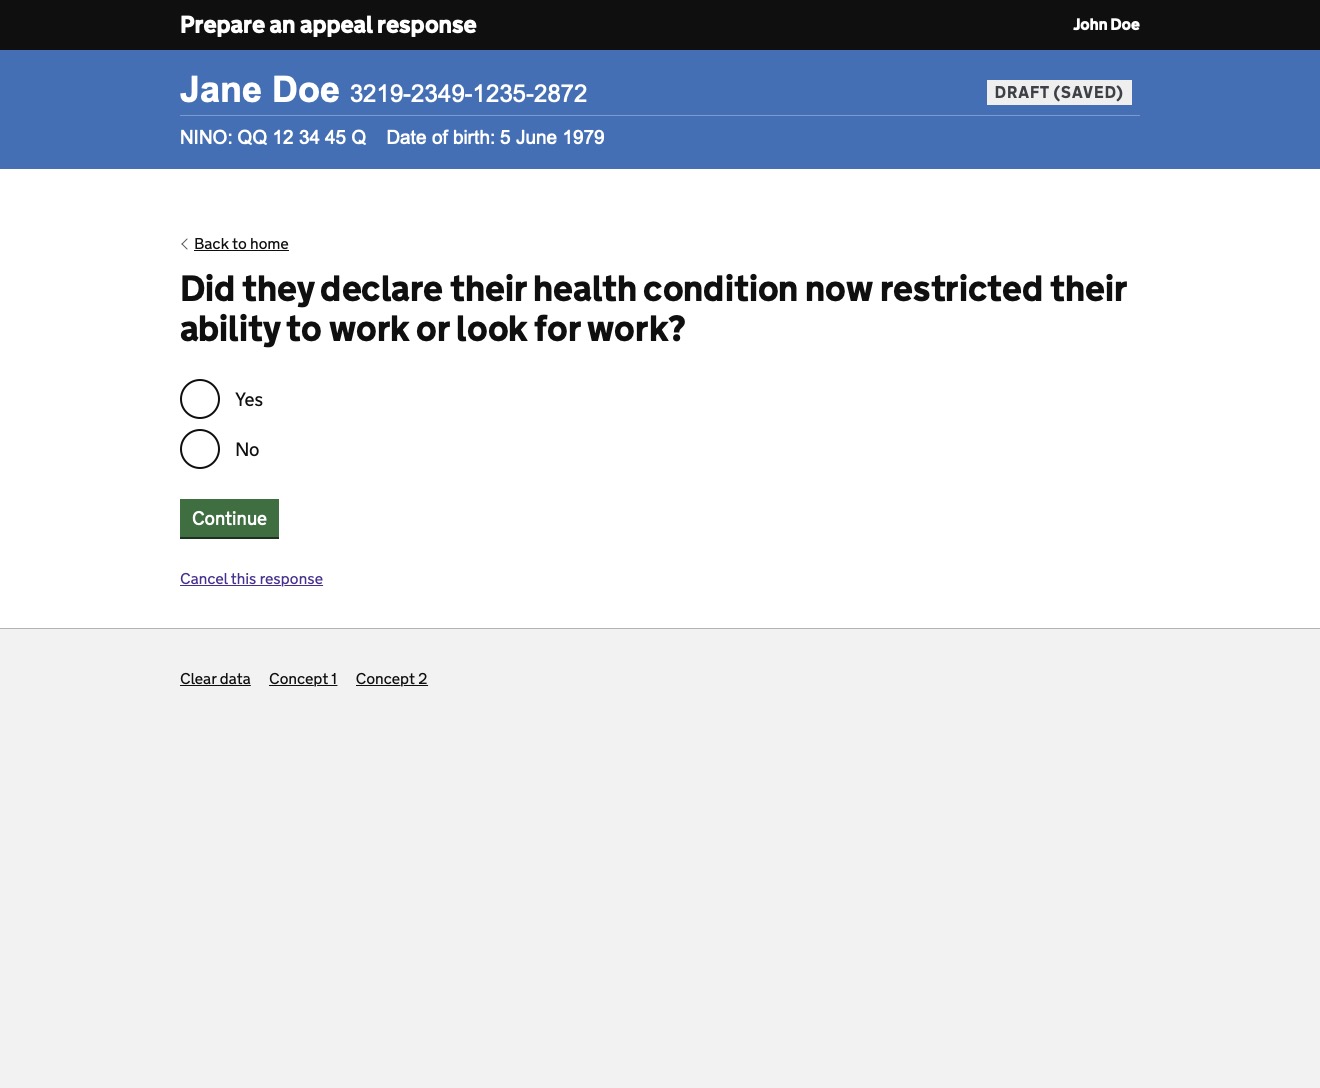 Prepare an appeal response
John Doe
Jane Doe 3219-2349-1235-2872
DRAFT (SAVED)
NINO: QQ 12 34 45 Q Date of birth: 5 June 1979
Back to home
Did they declare their health condition now restricted their
ability to work or look for work?
Yes
No
Continue
Cancel this response
Clear data Concept 1 Concept 2